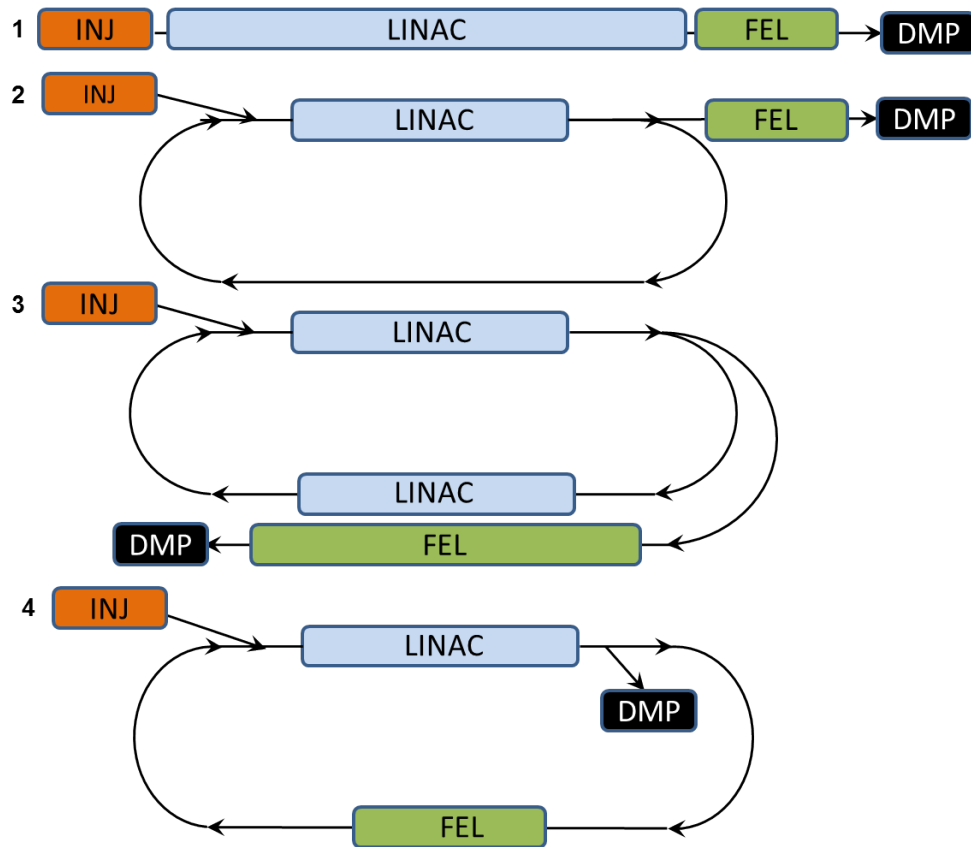 1 INJ LINAC FEL DMP
2 INJ
LINAC FEL DMP
3 INJ
LINAC
LINAC
DMP FEL
4 INJ
LINAC
DMP
FEL